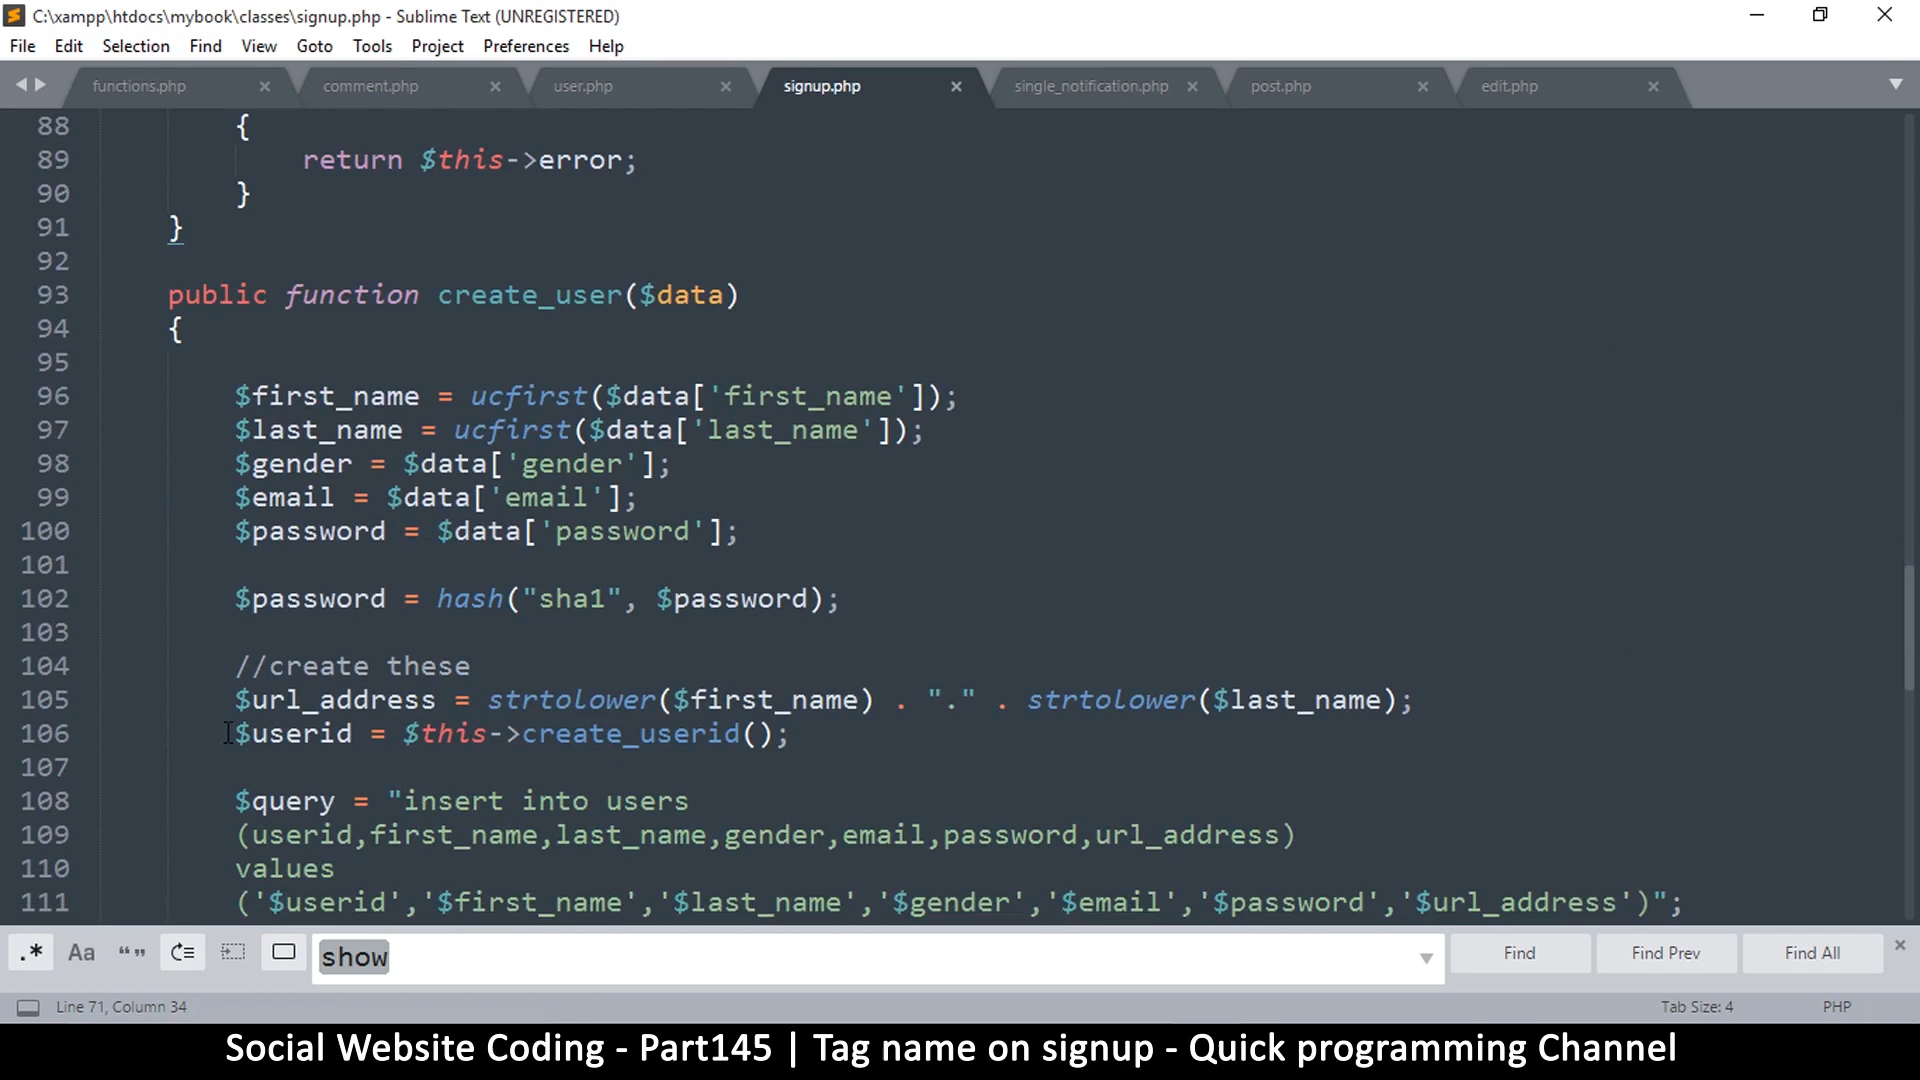 C:\xampp\htdocs\mybook\classes\signup.php - Sublime Text (UNREGISTERED)
File Edit Selection Find View Goto Tools Project Preferences Help
functions.php comment.php user.php signup.php single_notification.php post.php edit.php
88 {
89 return $this->error;
90 }
91 }
92
93 public function create_user($data)
94 {
95
96 $first_name = ucfirst($data['first_name']);
97 $last_name = ucfirst($data['last_name']);
98 $gender = $data['gender'];
99 $email = $data['email'];
100 $password = $data['password'];
101
102 $password = hash("sha1", $password);
103
104 //create these
105 $url_address = strtolower($first_name) . "." . strtolower($last_name);
106 $userid = $this->create_userid();
107
108 $query = "insert into users
109 (userid,first_name,last_name,gender,email,password,url_address)
110 values
111 ('$userid','$first_name','$last_name','$gender','$email','$password','$url_address')";
.* Aa “” show Find Find Prev Find All
Line 71, Column 34 Tab Size: 4 PHP
Social Website Coding - Part145 | Tag name on signup - Quick programming Channel